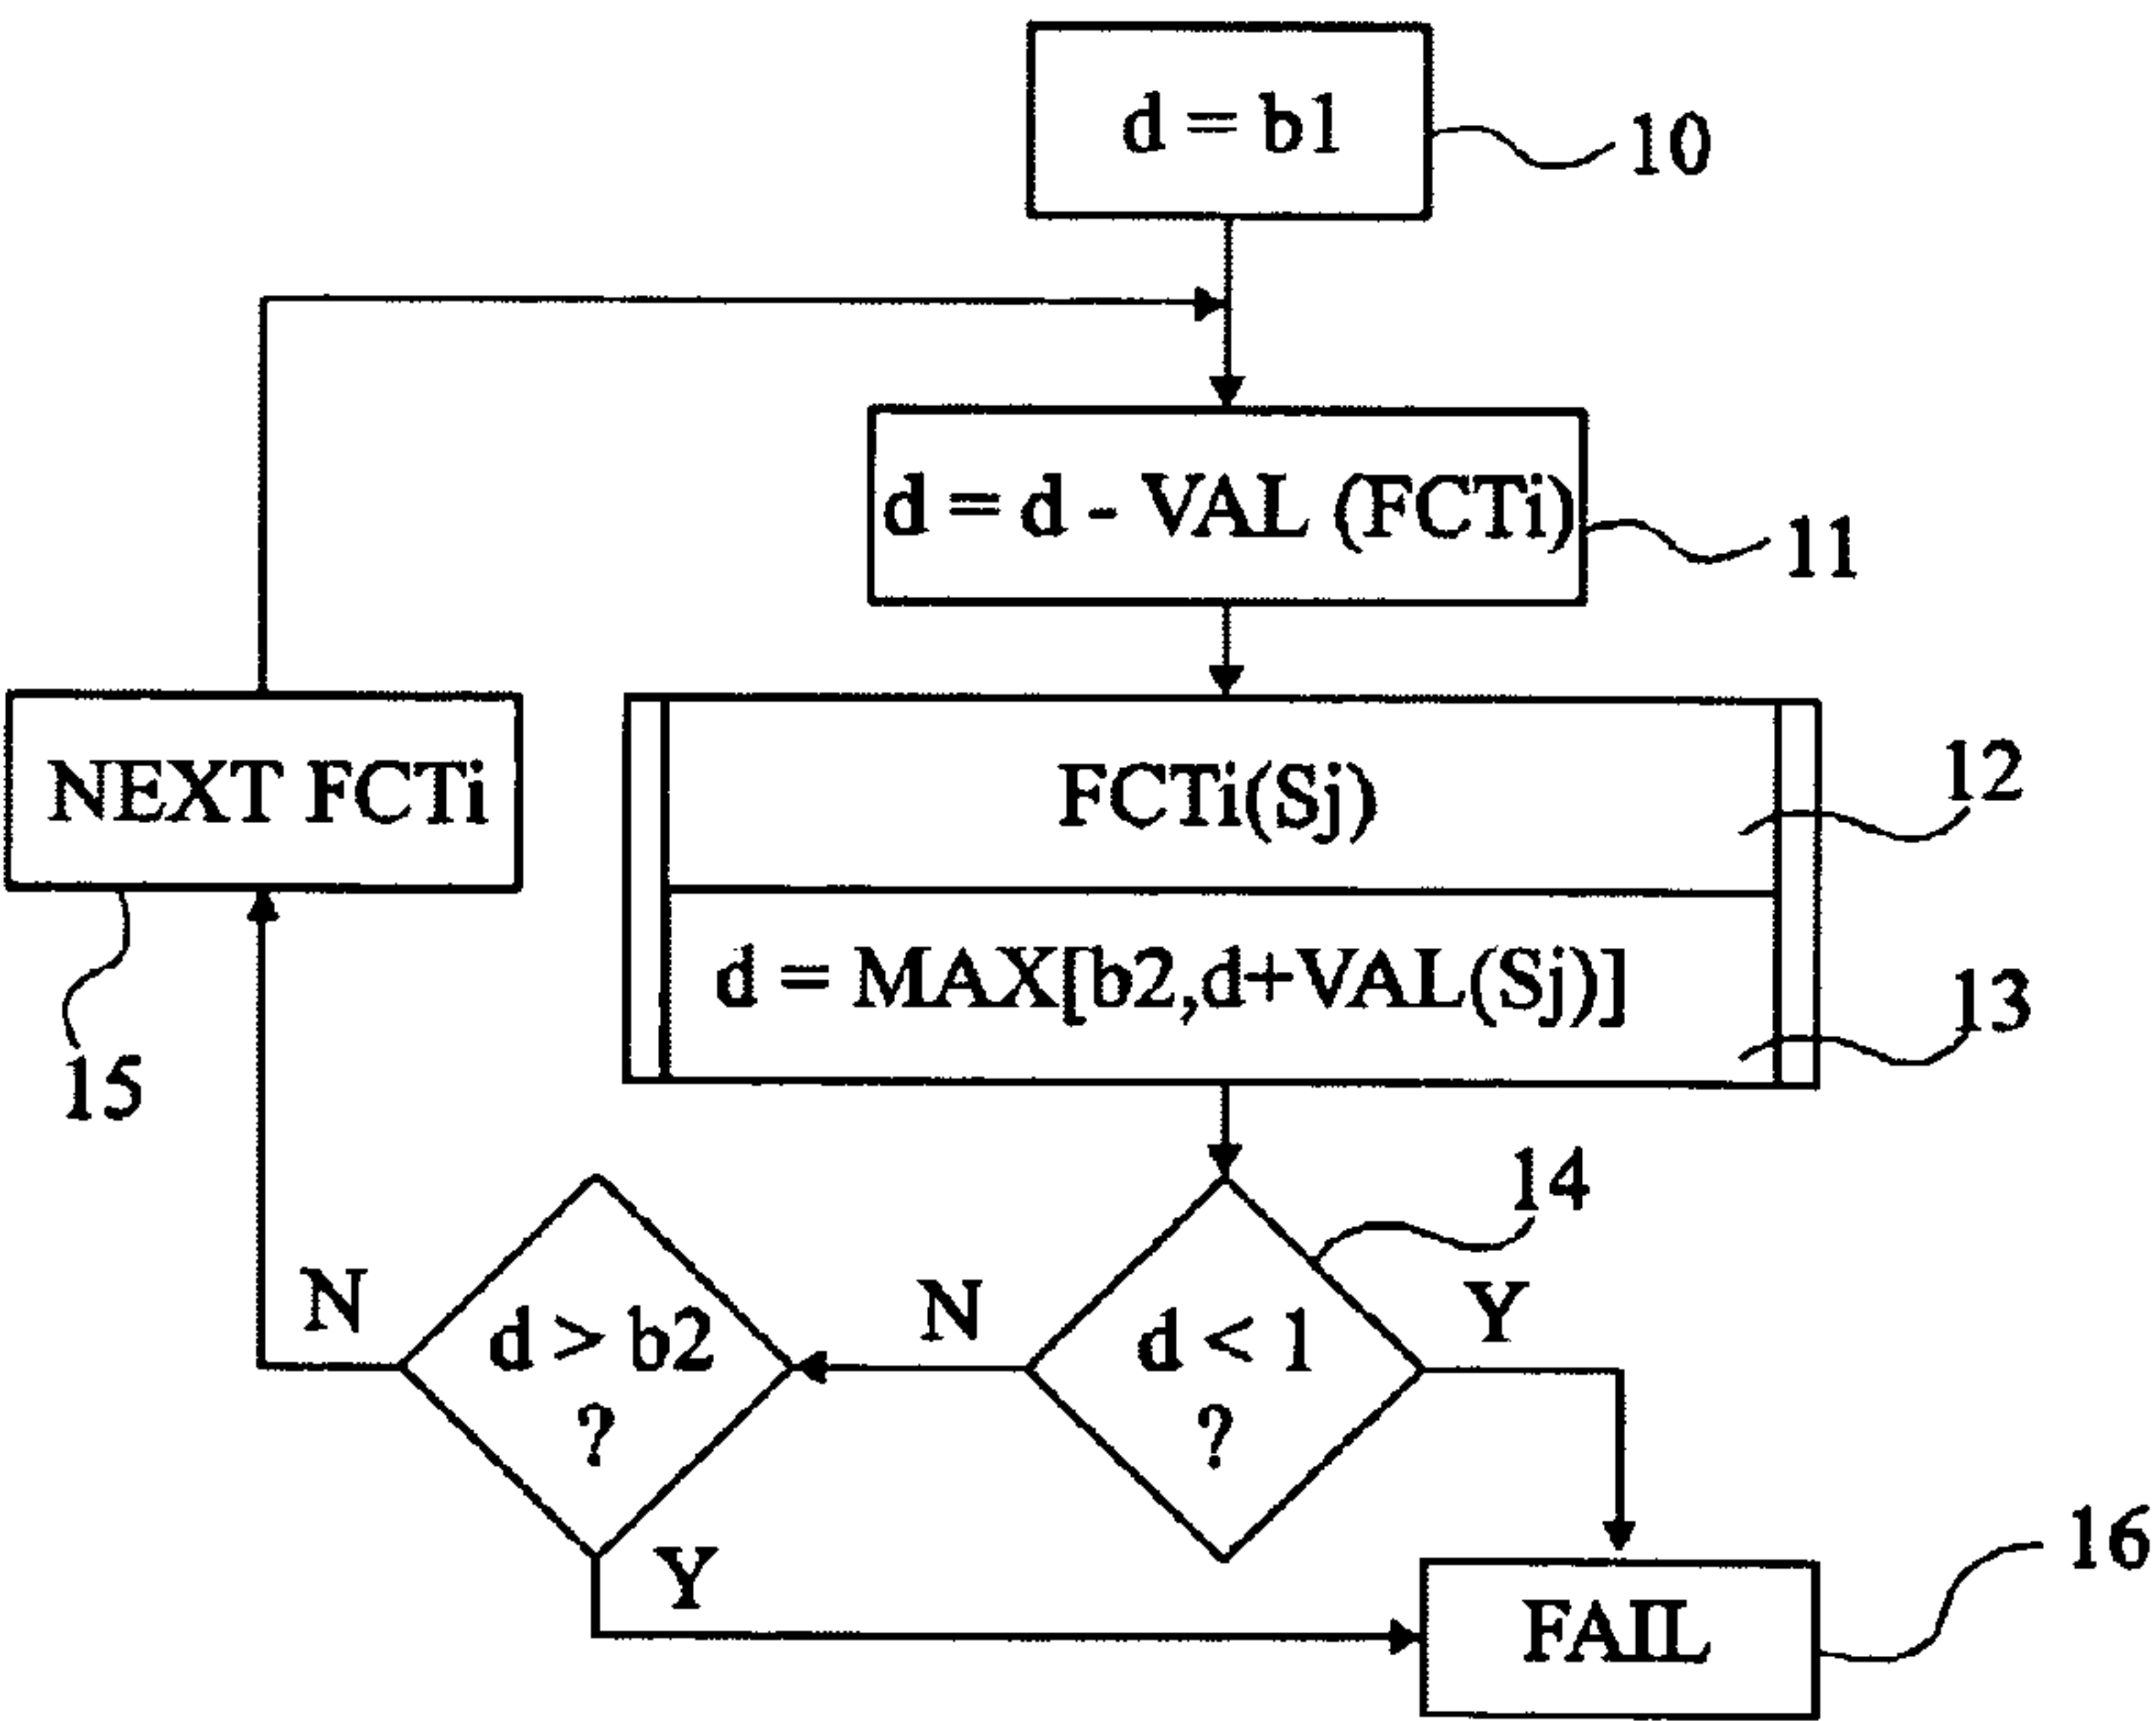 d = b1
10
d = d - VAL (FCTi)
11
NEXT FCTi
15
FCTi(Sj)
12
d = MAX[b2,d+VAL(Sj)]
13
14
d < 1
?
N
Y
d > b2
?
N
Y
FAIL
16